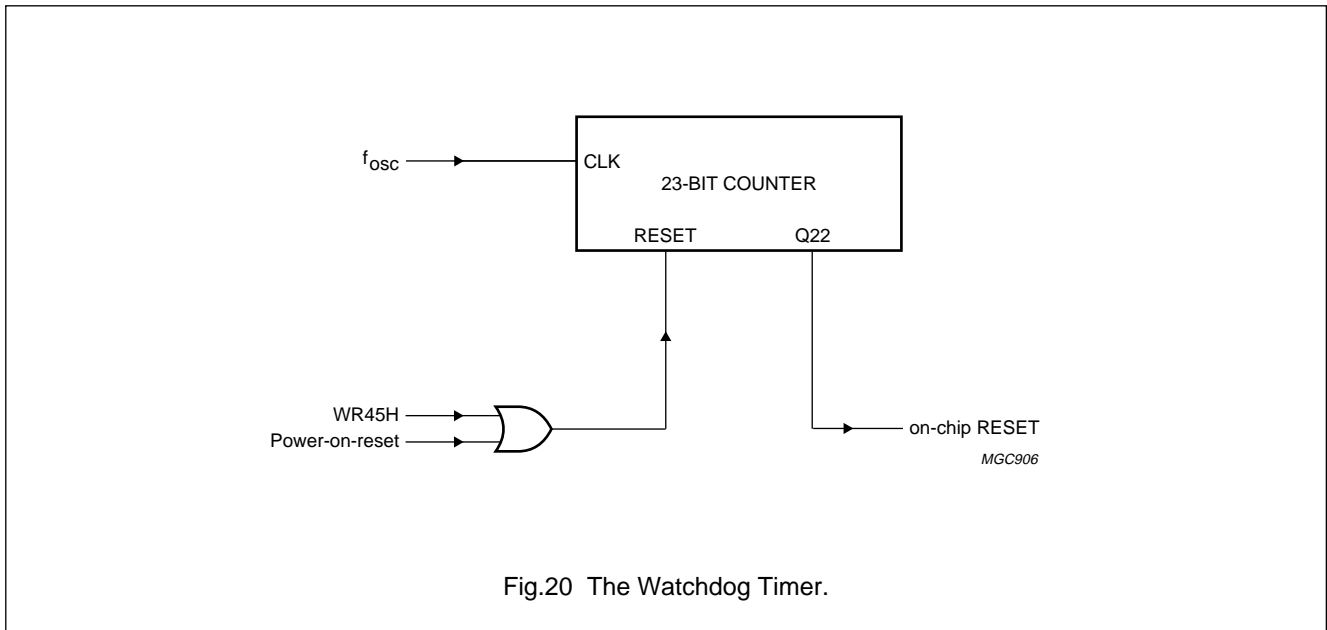 fosc
CLK
23-BIT COUNTER
RESET
Q22
WR45H
Power-on-reset
on-chip RESET
MGC906
Fig.20 The Watchdog Timer.